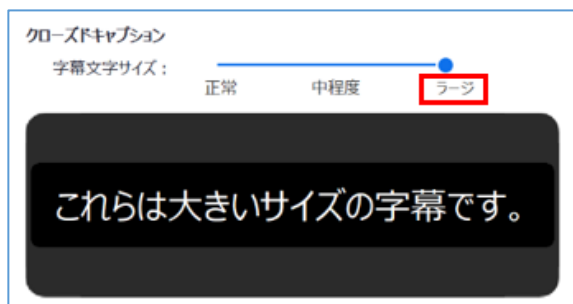 クローズドキャプション
字幕文字サイズ：
正常 中程度 ラージ
これらは大きいサイズの字幕です。